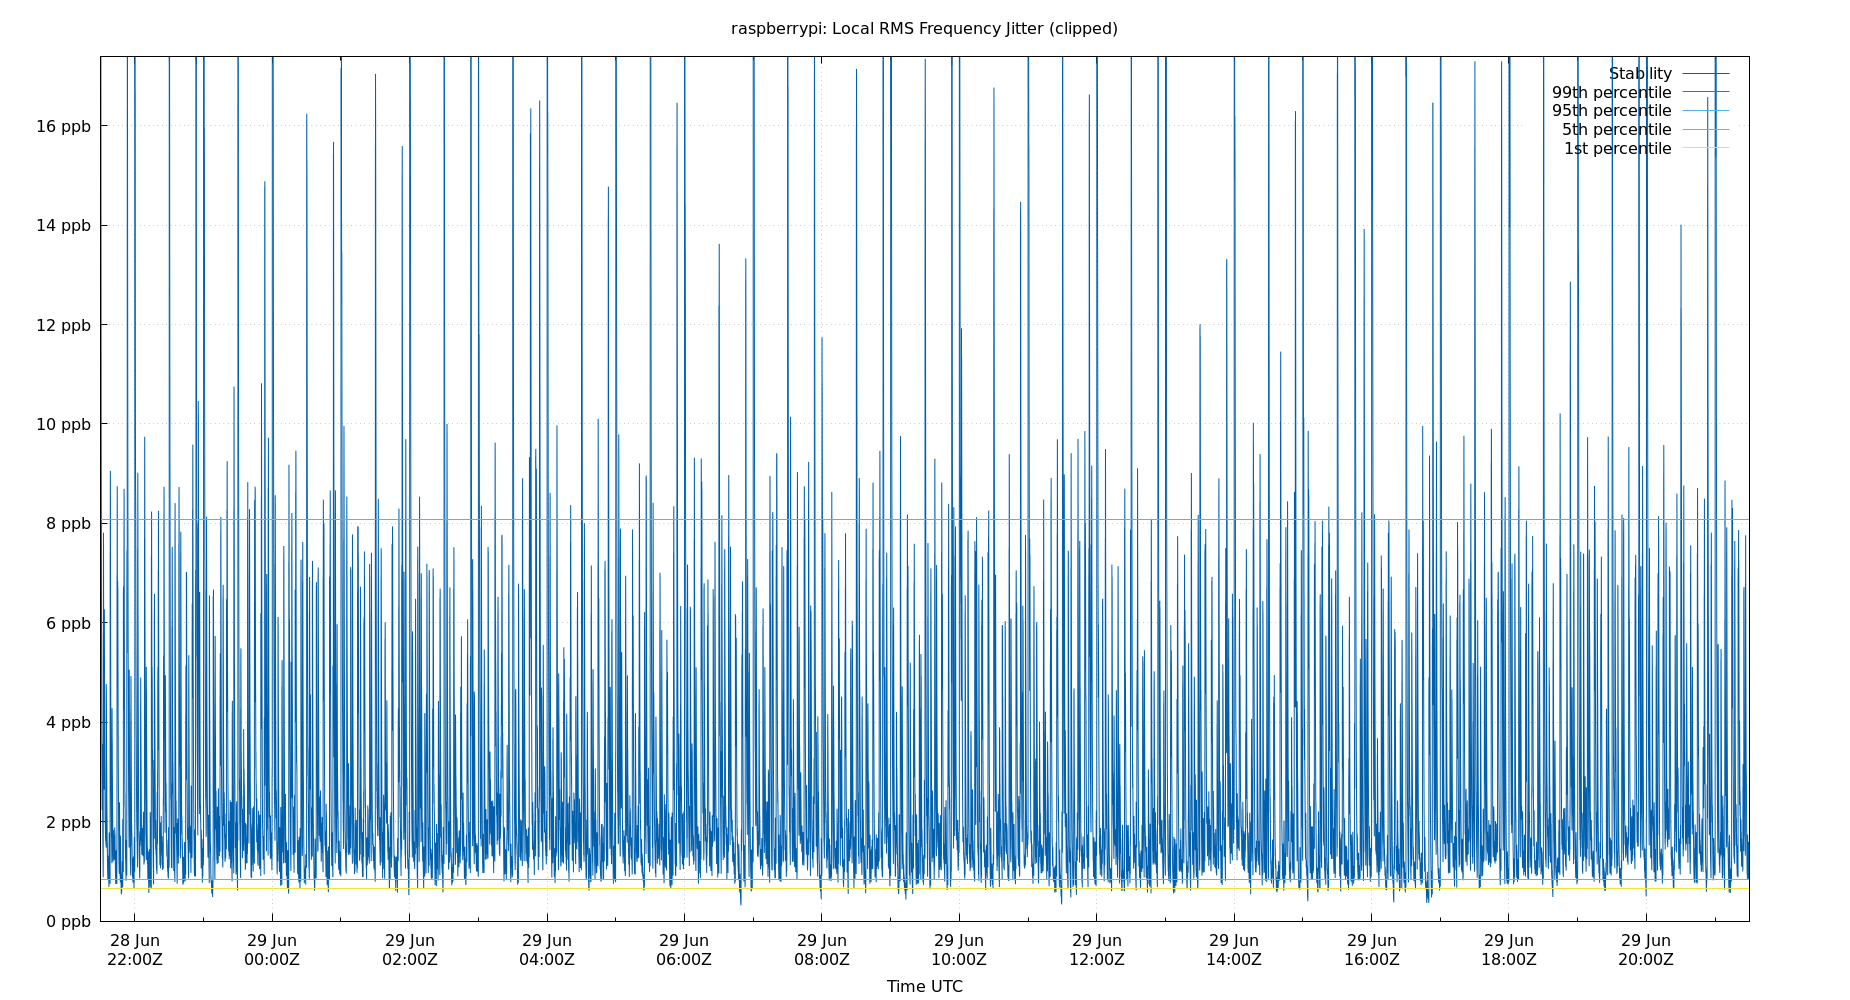 raspberrypi: Local RMS Frequency Jitter (clipped)
Stability
99th percentile
95th percentile
5th percentile
1st percentile
16 ppb
14 ppb
12 ppb
10 ppb
8 ppb
6 ppb
4 ppb
2 ppb
0 ppb
28 Jun 29 Jun 29 Jun 29 Jun 29 Jun 29 Jun 29 Jun 29 Jun 29 Jun 29 Jun 29 Jun 29 Jun
22:00Z 00:00Z 02:00Z 04:00Z 06:00Z 08:00Z 10:00Z 12:00Z 14:00Z 16:00Z 18:00Z 20:00Z
Time UTC